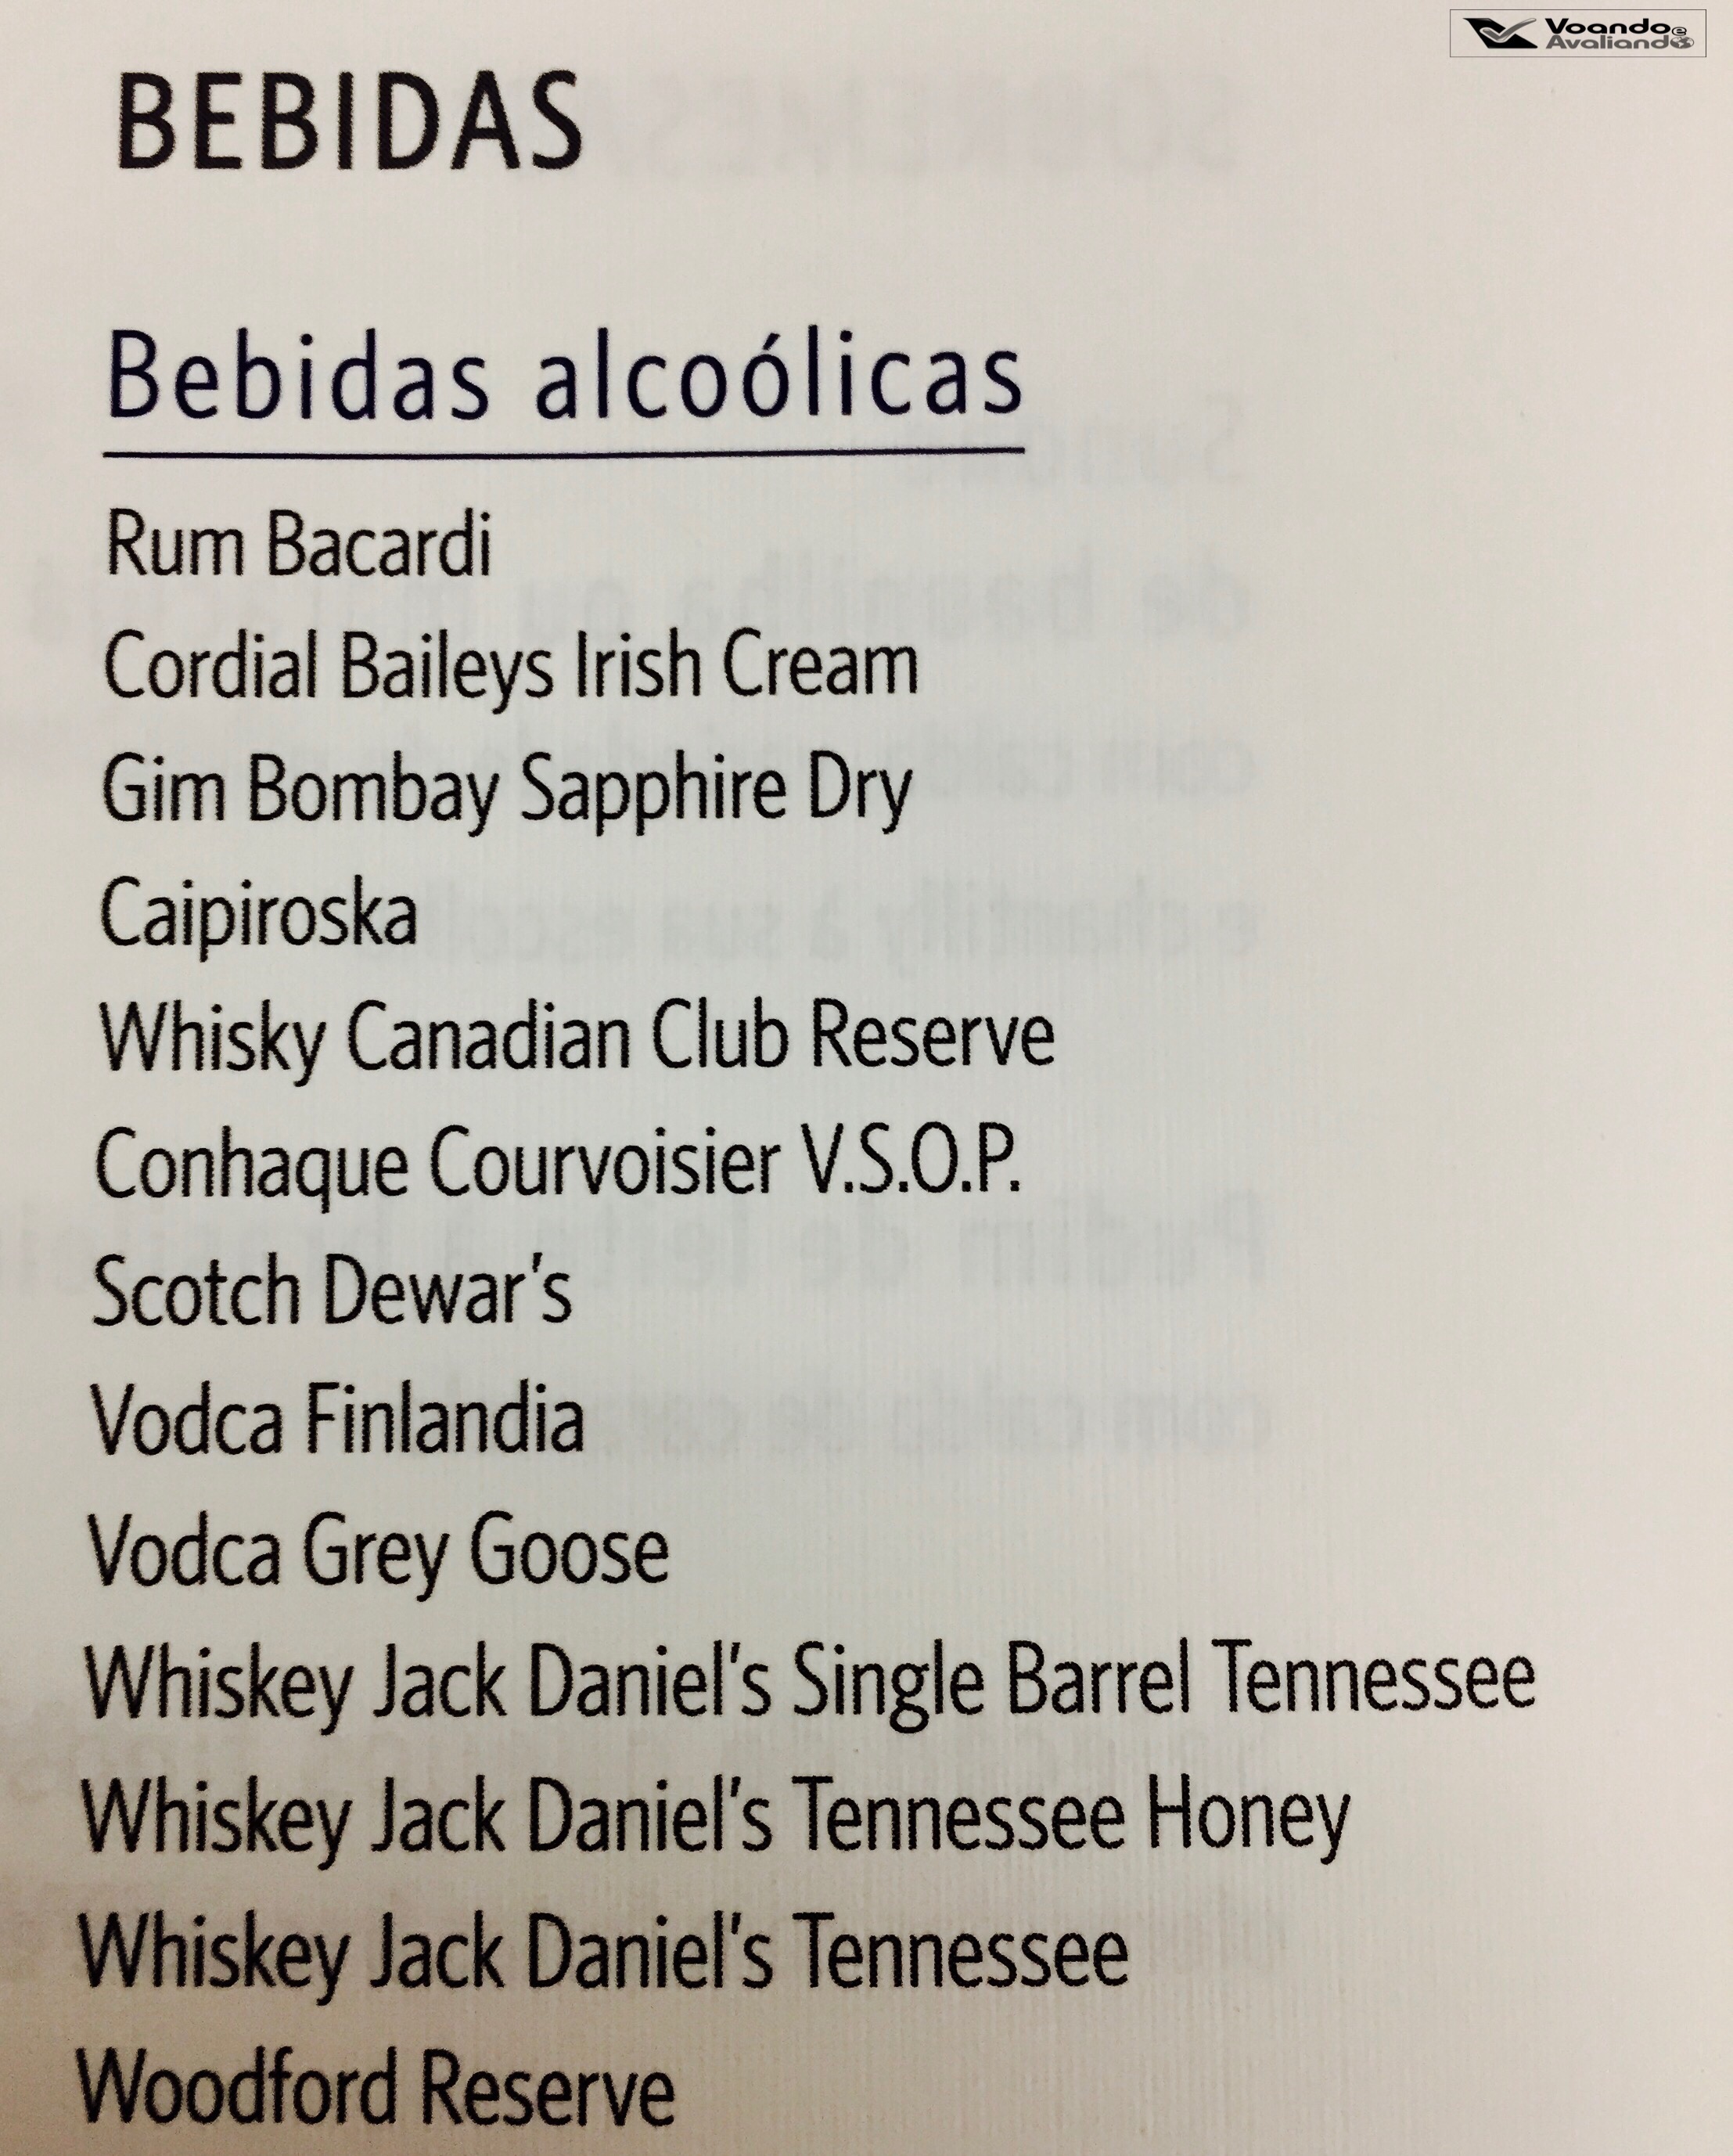 Voando e
Avaliando
BEBIDAS
Bebidas alcoólicas
Rum Bacardi
Cordial Baileys Irish Cream
Gim Bombay Sapphire Dry
Caipiroska
Whisky Canadian Club Reserve
Conhaque Courvoisier V.S.O.P.
Scotch Dewar's
Vodca Finlandia
Vodca Grey Goose
Whiskey Jack Daniel's Single Barrel Tennessee
Whiskey Jack Daniel's Tennessee Honey
Whiskey Jack Daniel's Tennessee
Woodford Reserve